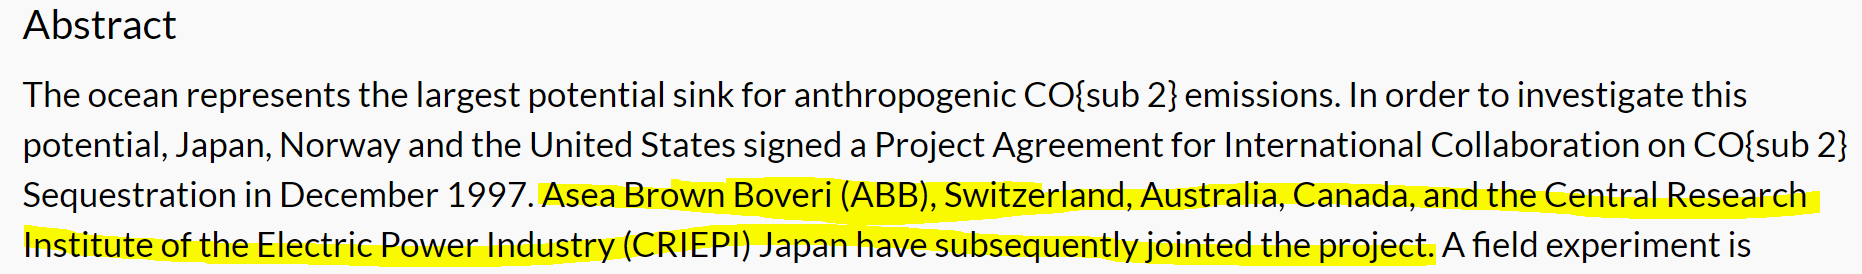 Abstract
The ocean represents the largest potential sink for anthropogenic CO{sub 2} emissions. In order to investigate this
potential, Japan, Norway and the United States signed a Project Agreement for International Collaboration on CO{sub 2}
Sequestration in December 1997. Asea Brown Boveri (ABB), Switzerland, Australia, Canada, and the Central Research
Institute of the Electric Power Industry (CRIEPI) Japan have subsequently jointed the project. A field experiment is